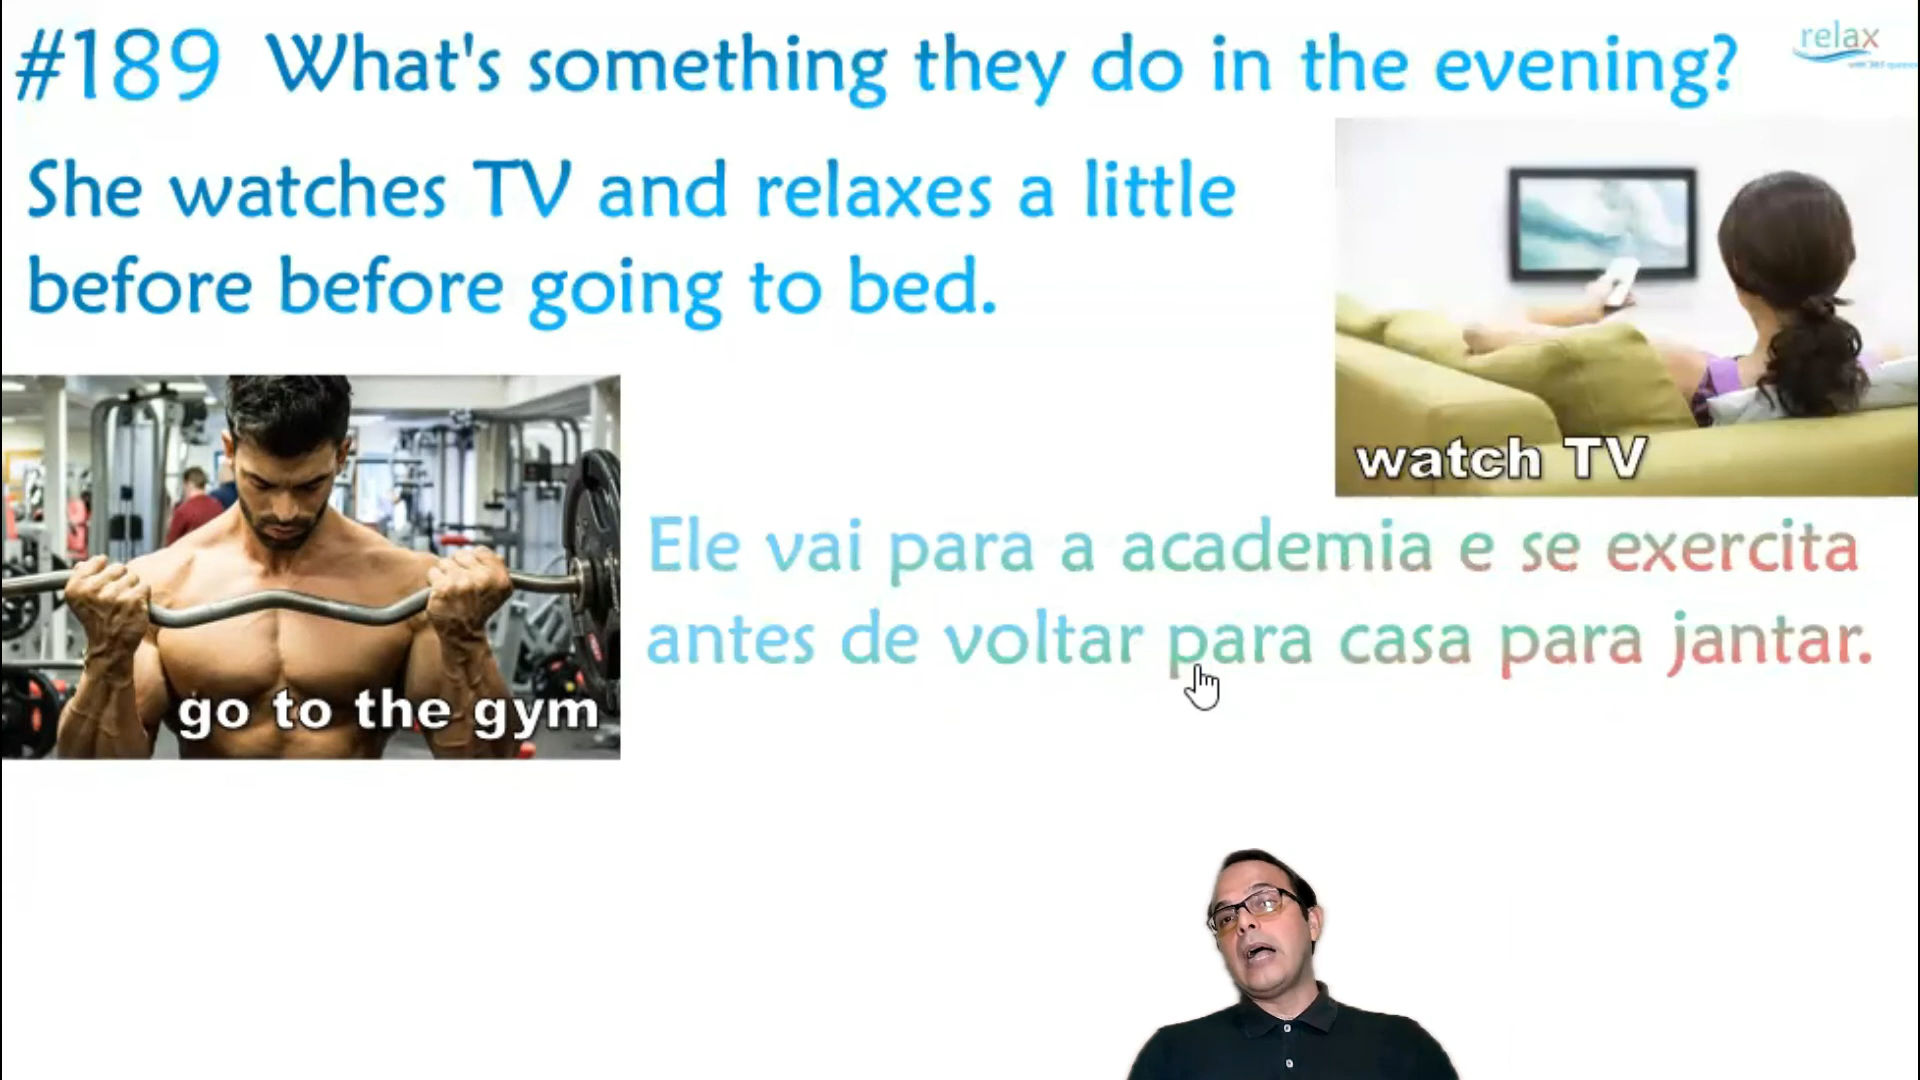 #189 What's something they do in the evening?
relax
She watches TV and relaxes a little
before before going to bed.
watch TV
Ele vai para a academia e se exercita
antes de voltar para casa para jantar.
go to the gym